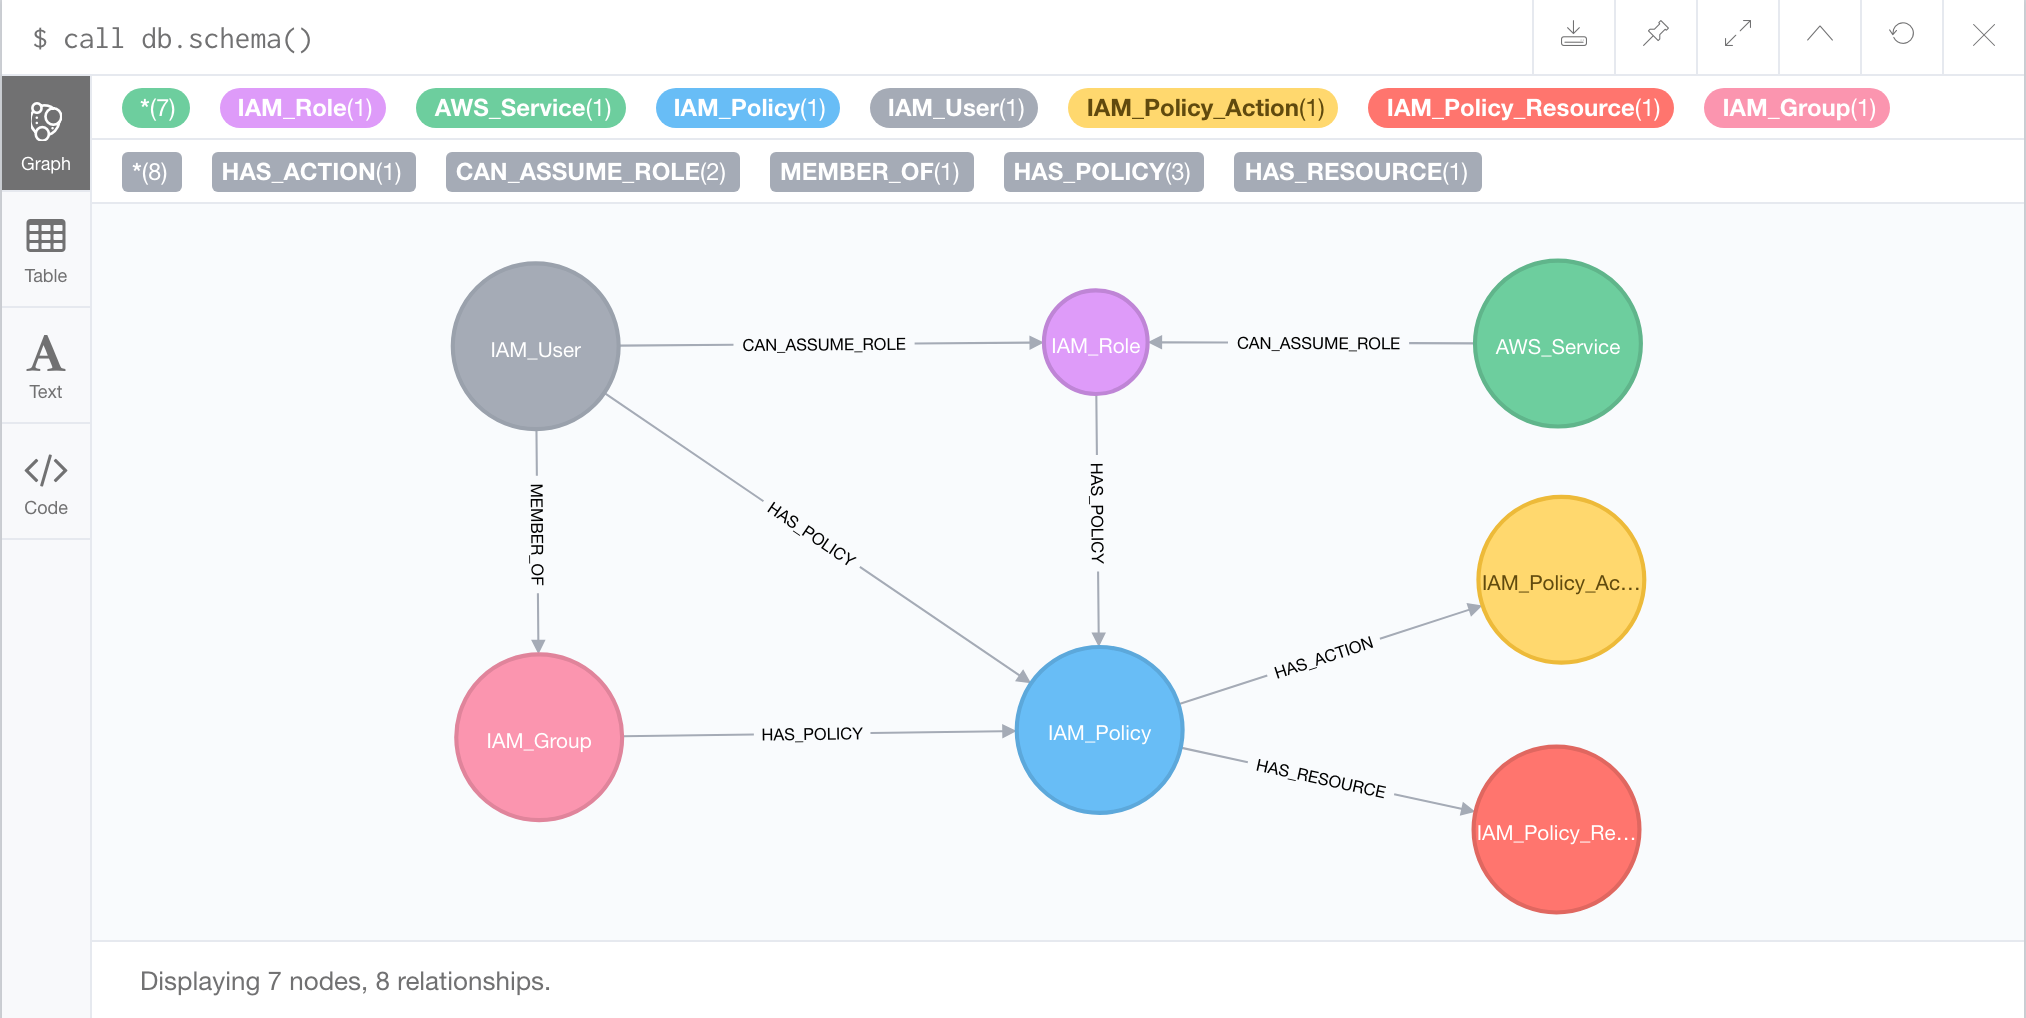 $ call db.schema()
*(7) IAM_Role(1) AWS_Service(1) IAM_Policy(1) IAM_User(1) IAM_Policy_Action(1) IAM_Policy_Resource(1) IAM_Group(1)
*(8) HAS_ACTION(1) CAN_ASSUME_ROLE(2) MEMBER_OF(1) HAS_POLICY(3) HAS_RESOURCE(1)
Graph
Table
Text
Code
IAM_User
CAN_ASSUME_ROLE
IAM_Role
CAN_ASSUME_ROLE
AWS_Service
MEMBER_OF
HAS_POLICY
HAS_POLICY
IAM_Policy_Ac...
HAS_ACTION
IAM_Group
HAS_POLICY
IAM_Policy
HAS_RESOURCE
IAM_Policy_Re...
Displaying 7 nodes, 8 relationships.